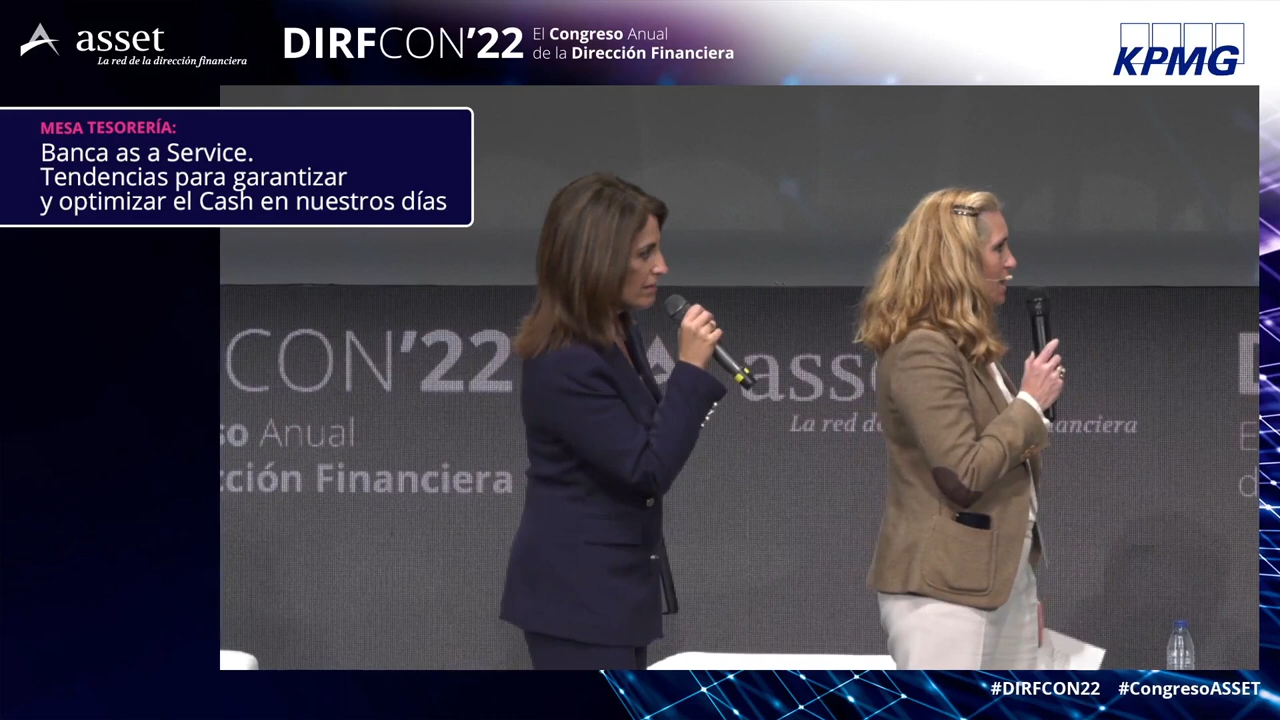 asset
La red de la dirección financiera
DIRFCON'22
El Congreso Anual
de la Dirección Financiera
KPMG
MESA TESORERÍA:
Banca as a Service.
Tendencias para garantizar
y optimizar el Cash en nuestros días
CON'22
so Anual
cción Financiera
asse
La red d
anciera
#DIRFCON22 #CongresoASSET